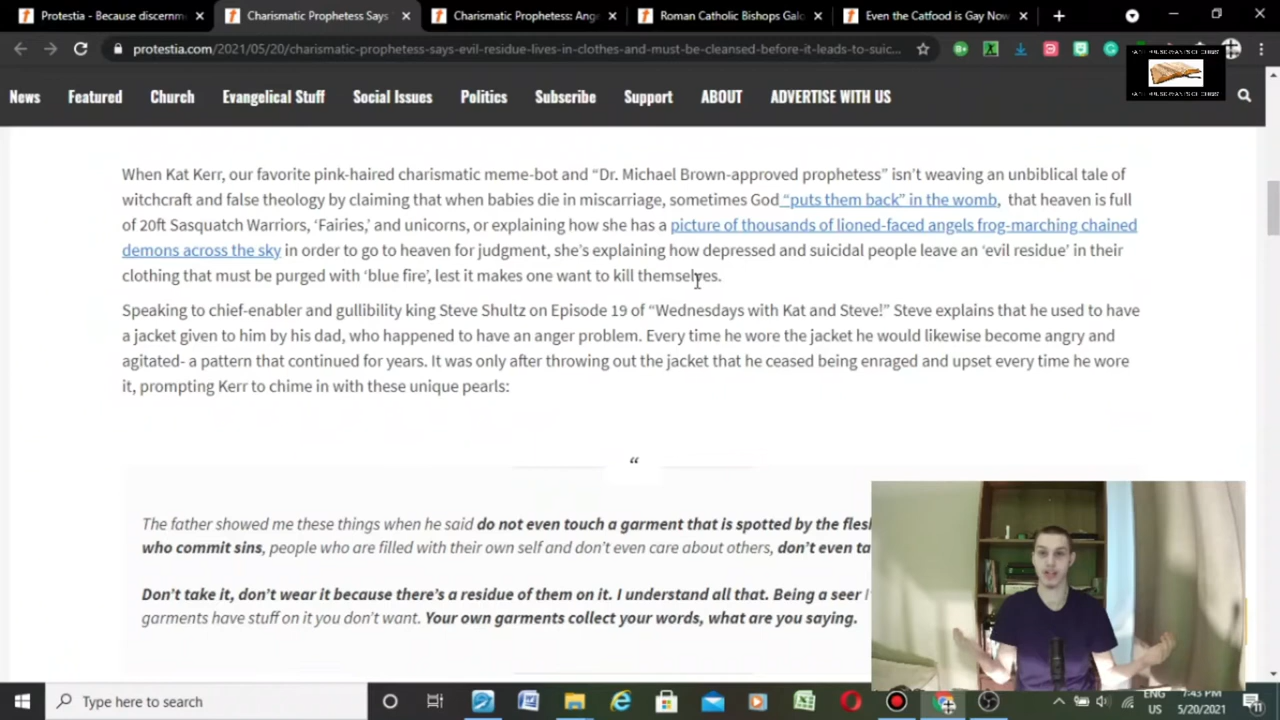 Protestia - Because discernm
Charismatic Prophetess Says
Charismatic Prophetess: Ang
Roman Catholic Bishops Galo
Even the Catfood is Gay Now
protestia.com/2021/05/20/charismatic-prophetess-says-evil-residue-lives-in-clothes-and-must-be-cleansed-before-it-leads-to-suic...
News Featured Church Evangelical Stuff Social Issues Politics Subscribe Support ABOUT ADVERTISE WITH US
When Kat Kerr, our favorite pink-haired charismatic meme-bot and “Dr. Michael Brown-approved prophetess” isn’t weaving an unbiblical tale of
witchcraft and false theology by claiming that when babies die in miscarriage, sometimes God “puts them back” in the womb, that heaven is full
of 20ft Sasquatch Warriors, ‘Fairies,’ and unicorns, or explaining how she has a picture of thousands of lioned-faced angels frog-marching chained
demons across the sky in order to go to heaven for judgment, she’s explaining how depressed and suicidal people leave an ‘evil residue’ in their
clothing that must be purged with ‘blue fire’, lest it makes one want to kill themselves.
Speaking to chief-enabler and gullibility king Steve Shultz on Episode 19 of “Wednesdays with Kat and Steve!” Steve explains that he used to have
a jacket given to him by his dad, who happened to have an anger problem. Every time he wore the jacket he would likewise become angry and
agitated- a pattern that continued for years. It was only after throwing out the jacket that he ceased being enraged and upset every time he wore
it, prompting Kerr to chime in with these unique pearls:
“
The father showed me these things when he said do not even touch a garment that is spotted by the fles
who commit sins, people who are filled with their own self and don’t even care about others, don’t even ta
Don’t take it, don’t wear it because there’s a residue of them on it. I understand all that. Being a seer I
garments have stuff on it you don’t want. Your own garments collect your words, what are you saying.
Type here to search
ENG
US
7:43 PM
5/20/2021
11